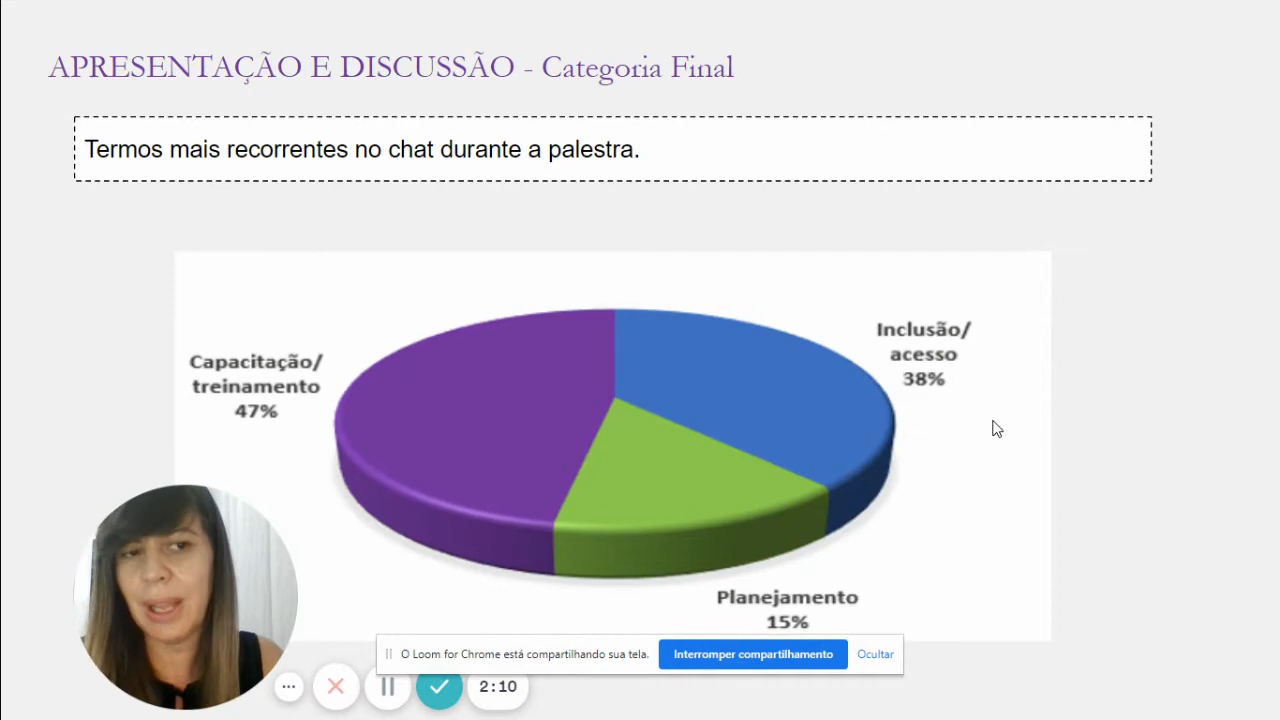 APRESENTAÇÃO E DISCUSSÃO - Categoria Final
Termos mais recorrentes no chat durante a palestra.
Inclusão/
acesso
38%
Capacitação/
treinamento
47%
Planejamento
15%
O Loom for Chrome está compartilhando sua tela.
Interromper compartilhamento
Ocultar
2:10